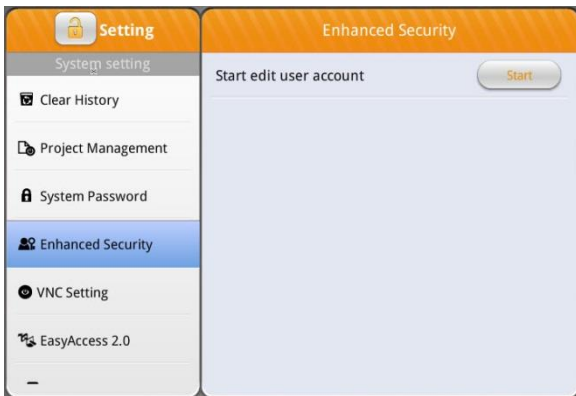 Setting
System setting
Clear History
Project Management
System Password
Enhanced Security
VNC Setting
EasyAccess 2.0
Enhanced Security
Start edit user account
Start